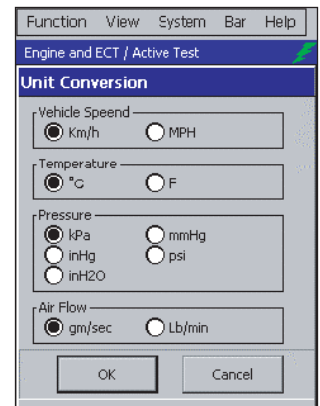 Function View System Bar Help
Engine and ECT / Active Test
Unit Conversion
Vehicle Speend
Km/h MPH
Temperature
°C F
Pressure
kPa mmHg
inHg psi
inH2O
Air Flow
gm/sec Lb/min
OK Cancel